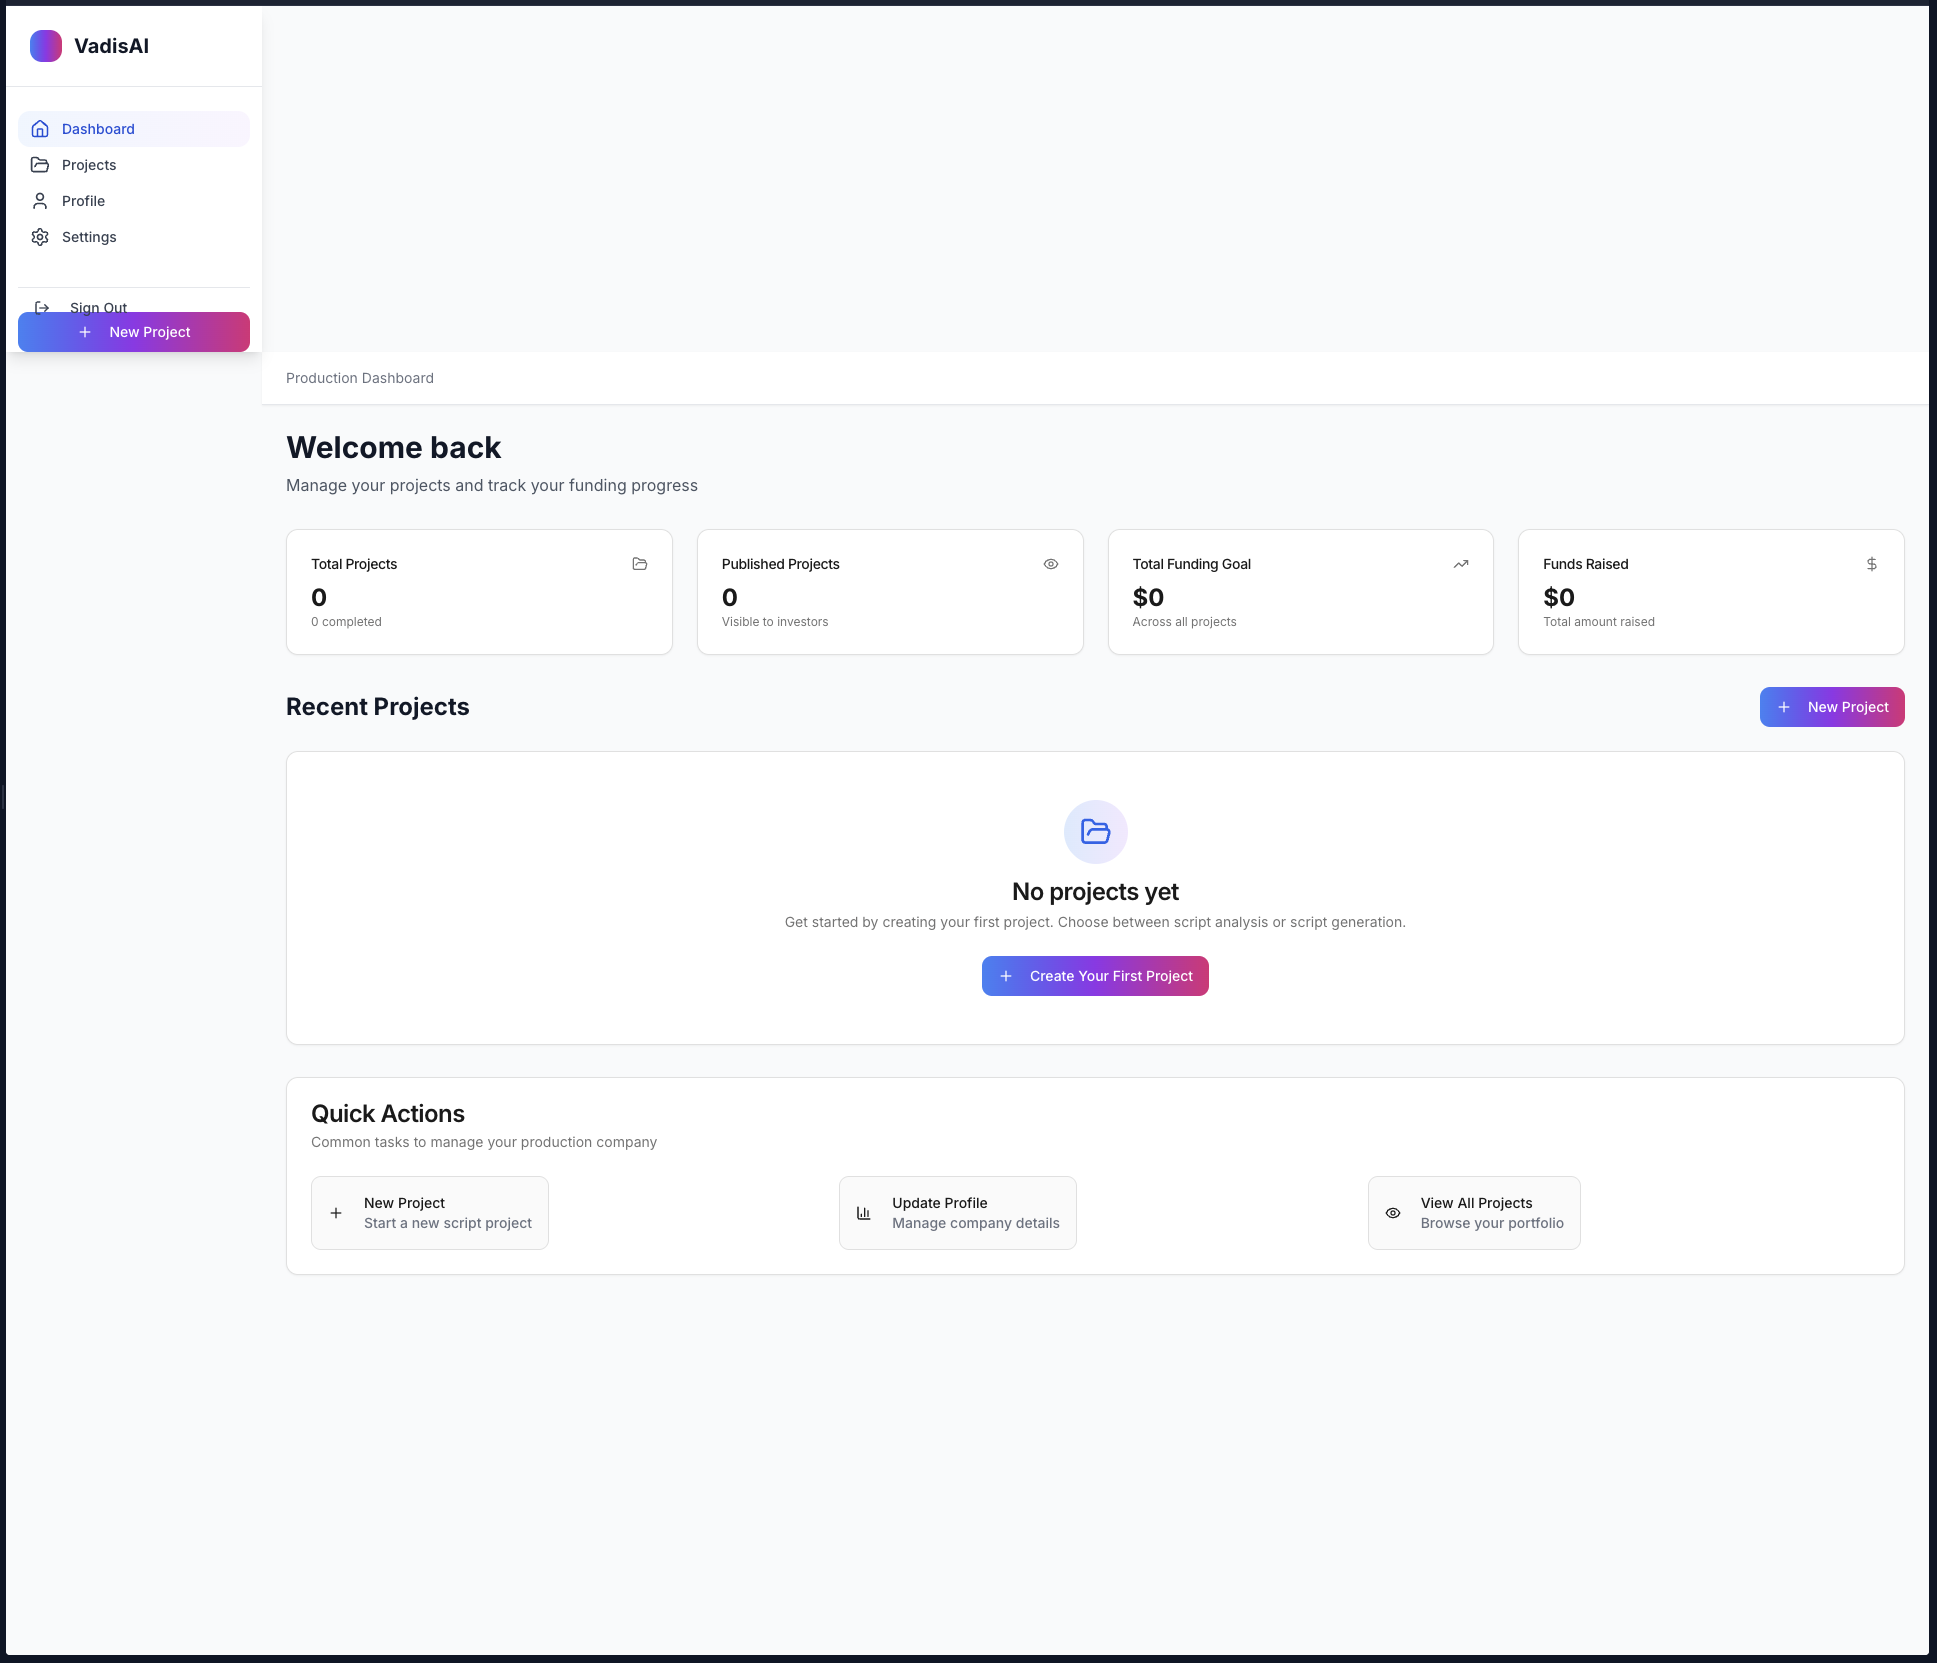 VadisAI
Dashboard
Projects
Profile
Settings
Sign Out
New Project
Production Dashboard
Welcome back
Manage your projects and track your funding progress
Total Projects
0
0 completed
Published Projects
0
Visible to investors
Total Funding Goal
$0
Across all projects
Funds Raised
$0
Total amount raised
Recent Projects
New Project
No projects yet
Get started by creating your first project. Choose between script analysis or script generation.
Create Your First Project
Quick Actions
Common tasks to manage your production company
New Project
Start a new script project
Update Profile
Manage company details
View All Projects
Browse your portfolio